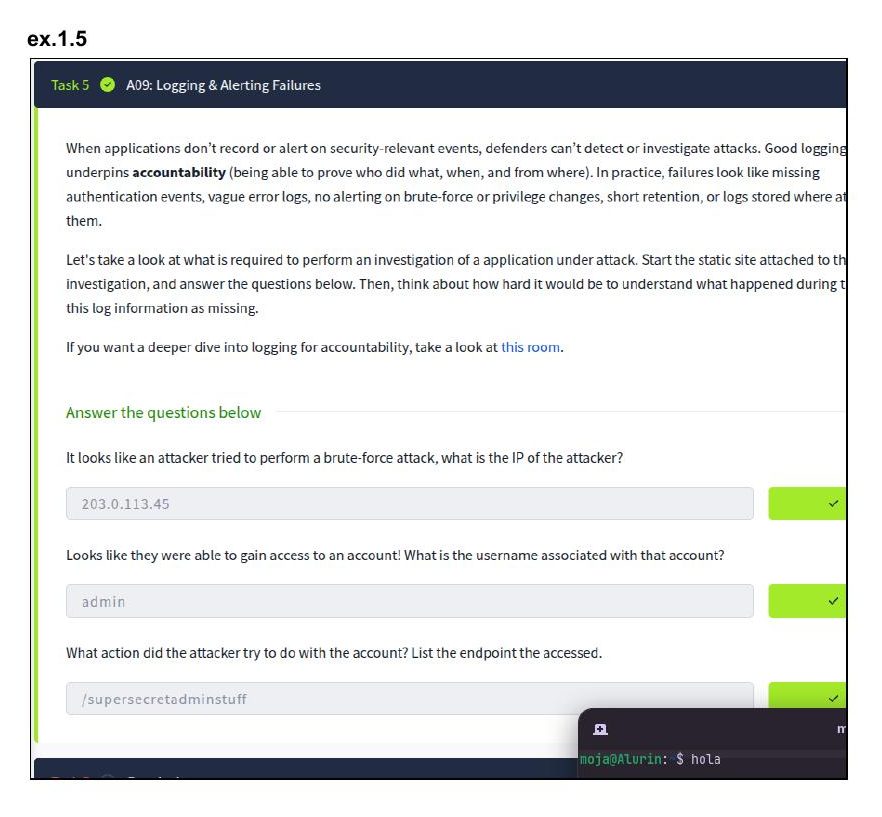 ex.1.5
Task 5 A09: Logging & Alerting Failures
When applications don't record or alert on security-relevant events, defenders can't detect or investigate attacks. Good logging
underpins accountability (being able to prove who did what, when, and from where). In practice, failures look like missing
authentication events, vague error logs, no alerting on brute-force or privilege changes, short retention, or logs stored where at
them.
Let's take a look at what is required to perform an investigation of a application under attack. Start the static site attached to th
investigation, and answer the questions below. Then, think about how hard it would be to understand what happened during t
this log information as missing.
If you want a deeper dive into logging for accountability, take a look at this room.
Answer the questions below
It looks like an attacker tried to perform a brute-force attack, what is the IP of the attacker?
203.0.113.45
Looks like they were able to gain access to an account! What is the username associated with that account?
admin
What action did the attacker try to do with the account? List the endpoint the accessed.
/supersecretadminstuff
m
moja@Alurin: $ hola